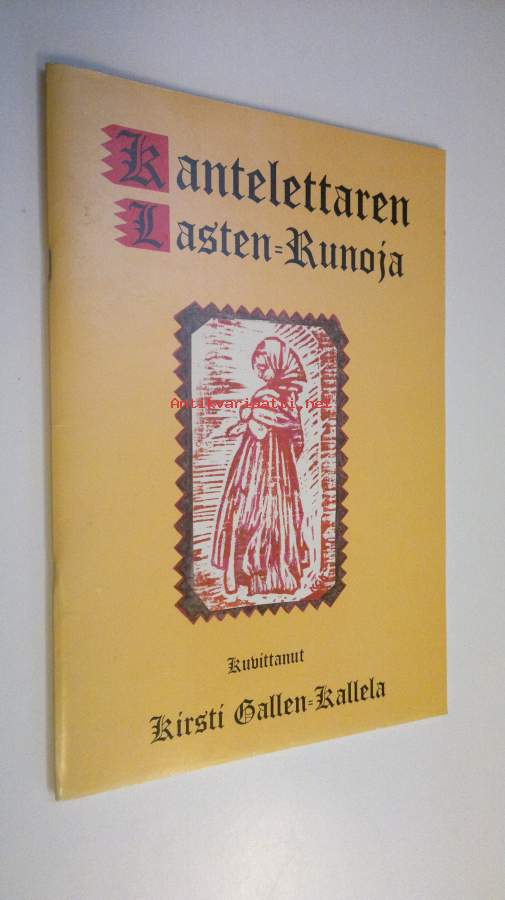 Kantelettaren
Lasten=Runoja
Antikvariaatti.net
Kuvittanut
Kirsti Gallen=Kallela